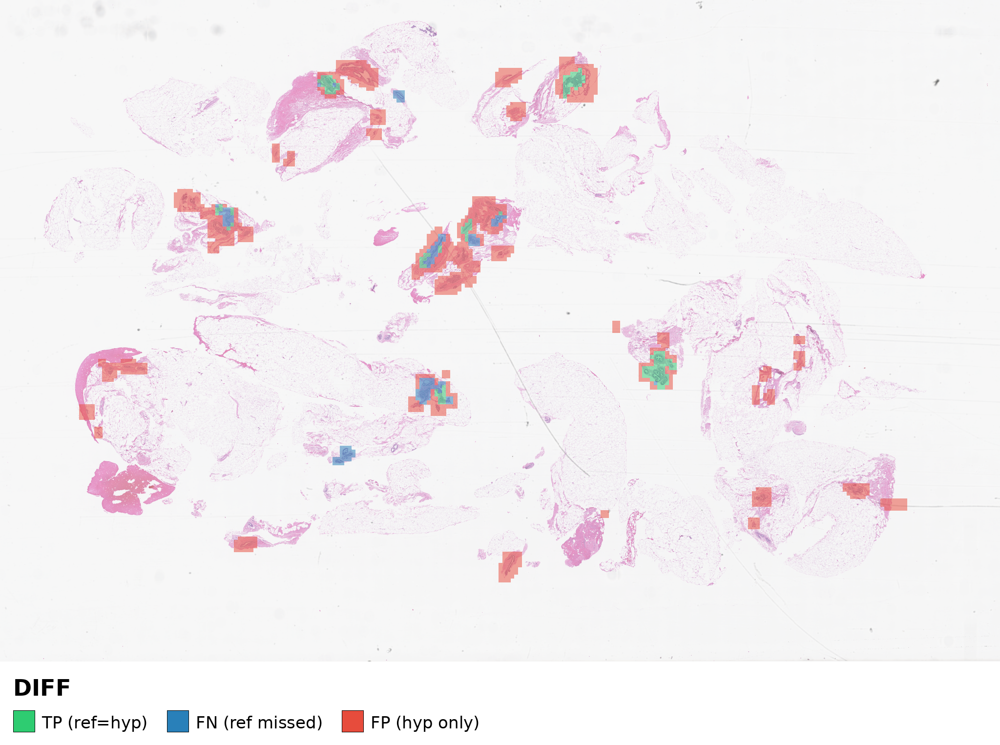 DIFF
TP (ref=hyp)
FN (ref missed)
FP (hyp only)